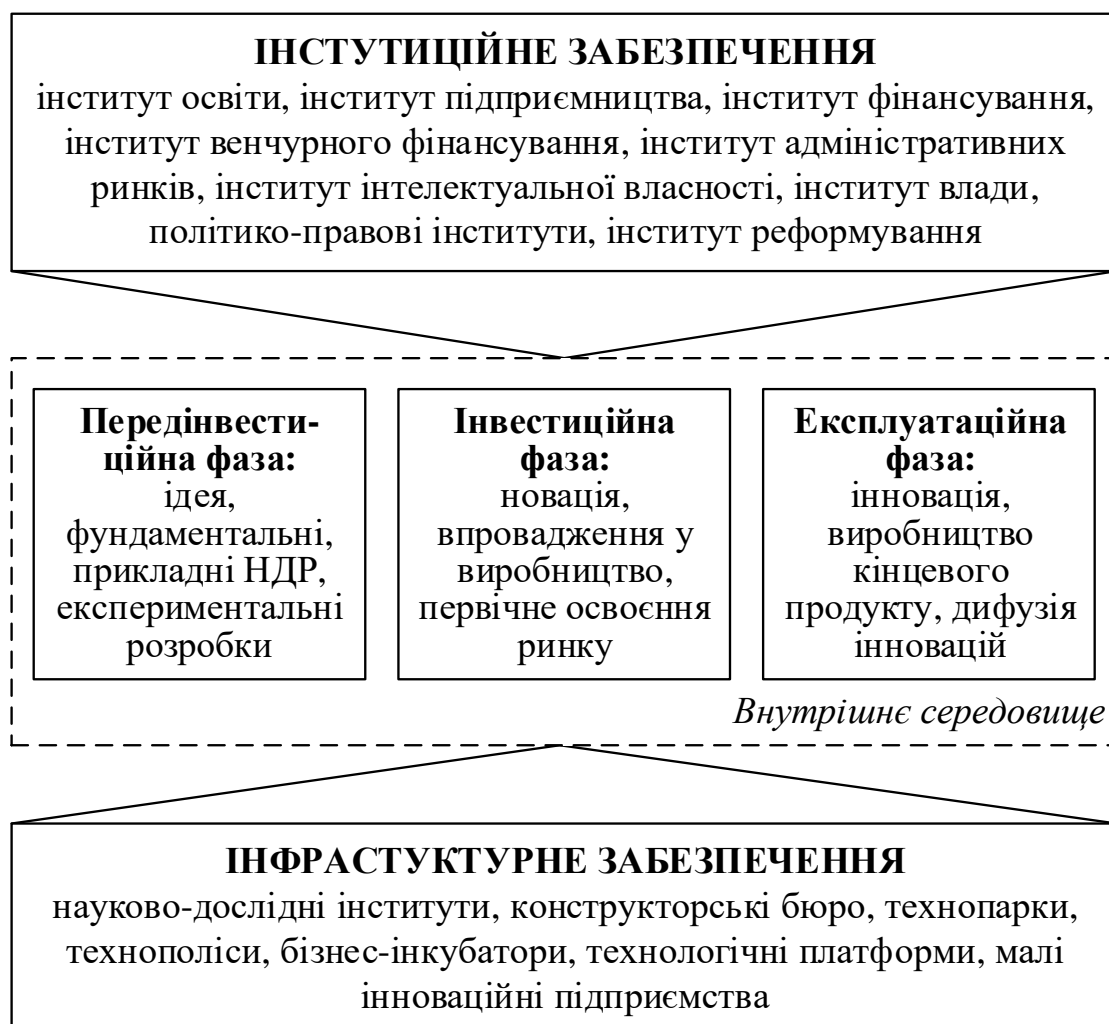 ІНСТУТИЦІЙНЕ ЗАБЕЗПЕЧЕННЯ
інститут освіти, інститут підприємництва, інститут фінансування,
інститут венчурного фінансування, інститут адміністративних
ринків, інститут інтелектуальної власності, інститут влади,
політико-правові інститути, інститут реформування
Передінвести-
ційна фаза:
ідея,
фундаментальні,
прикладні НДР,
експериментальні
розробки
Інвестиційна
фаза:
новація,
впровадження у
виробництво,
первічне освоєння
ринку
Експлуатаційна
фаза:
інновація,
виробництво
кінцевого
продукту, дифузія
інновацій
Внутрішнє середовище
ІНФРАСТУКТУРНЕ ЗАБЕЗПЕЧЕННЯ
науково-дослідні інститути, конструкторські бюро, технопарки,
технополіси, бізнес-інкубатори, технологічні платформи, малі
інноваційні підприємства